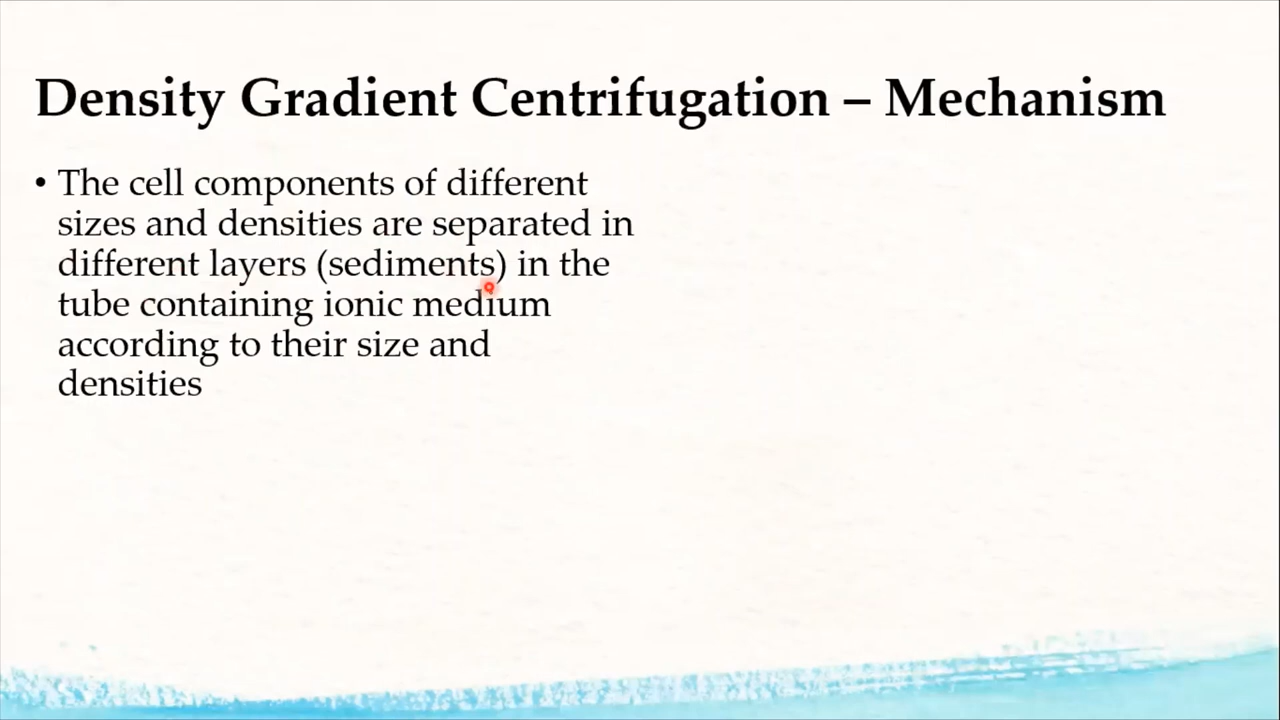 Density Gradient Centrifugation – Mechanism
• The cell components of different
sizes and densities are separated in
different layers (sediments) in the
tube containing ionic medium
according to their size and
densities